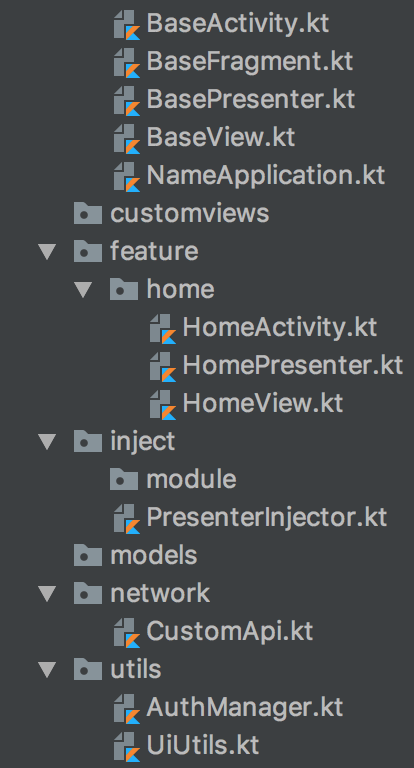 BaseActivity.kt
BaseFragment.kt
BasePresenter.kt
BaseView.kt
NameApplication.kt
customviews
feature
home
HomeActivity.kt
HomePresenter.kt
HomeView.kt
inject
module
PresenterInjector.kt
models
network
CustomApi.kt
utils
AuthManager.kt
UiUtils.kt